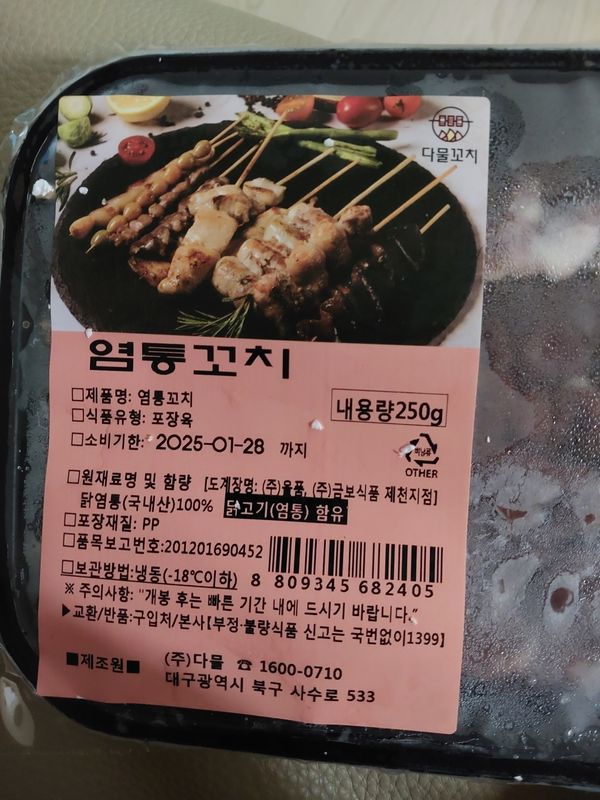 다물꼬치
염통꼬치
□제품명: 염통꼬치
□식품유형: 포장육
내용량250g
□소비기한: 2025-01-28 까지
OTHER
□원재료명 및 함량 [도계장명: (주)올품, (주)금보식품 제천지점]
닭염통(국내산)100% 닭고기(염통) 함유
□포장재질: PP
□품목보고번호:201201690452
□보관방법:냉동(-18℃이하)
8 809345 682405
※ 주의사항: "개봉 후는 빠른 기간 내에 드시기 바랍니다."
▶교환/반품:구입처/본사[부정·불량식품 신고는 국번없이1399]
■제조원■ (주)다물 ☎ 1600-0710
대구광역시 북구 사수로 533